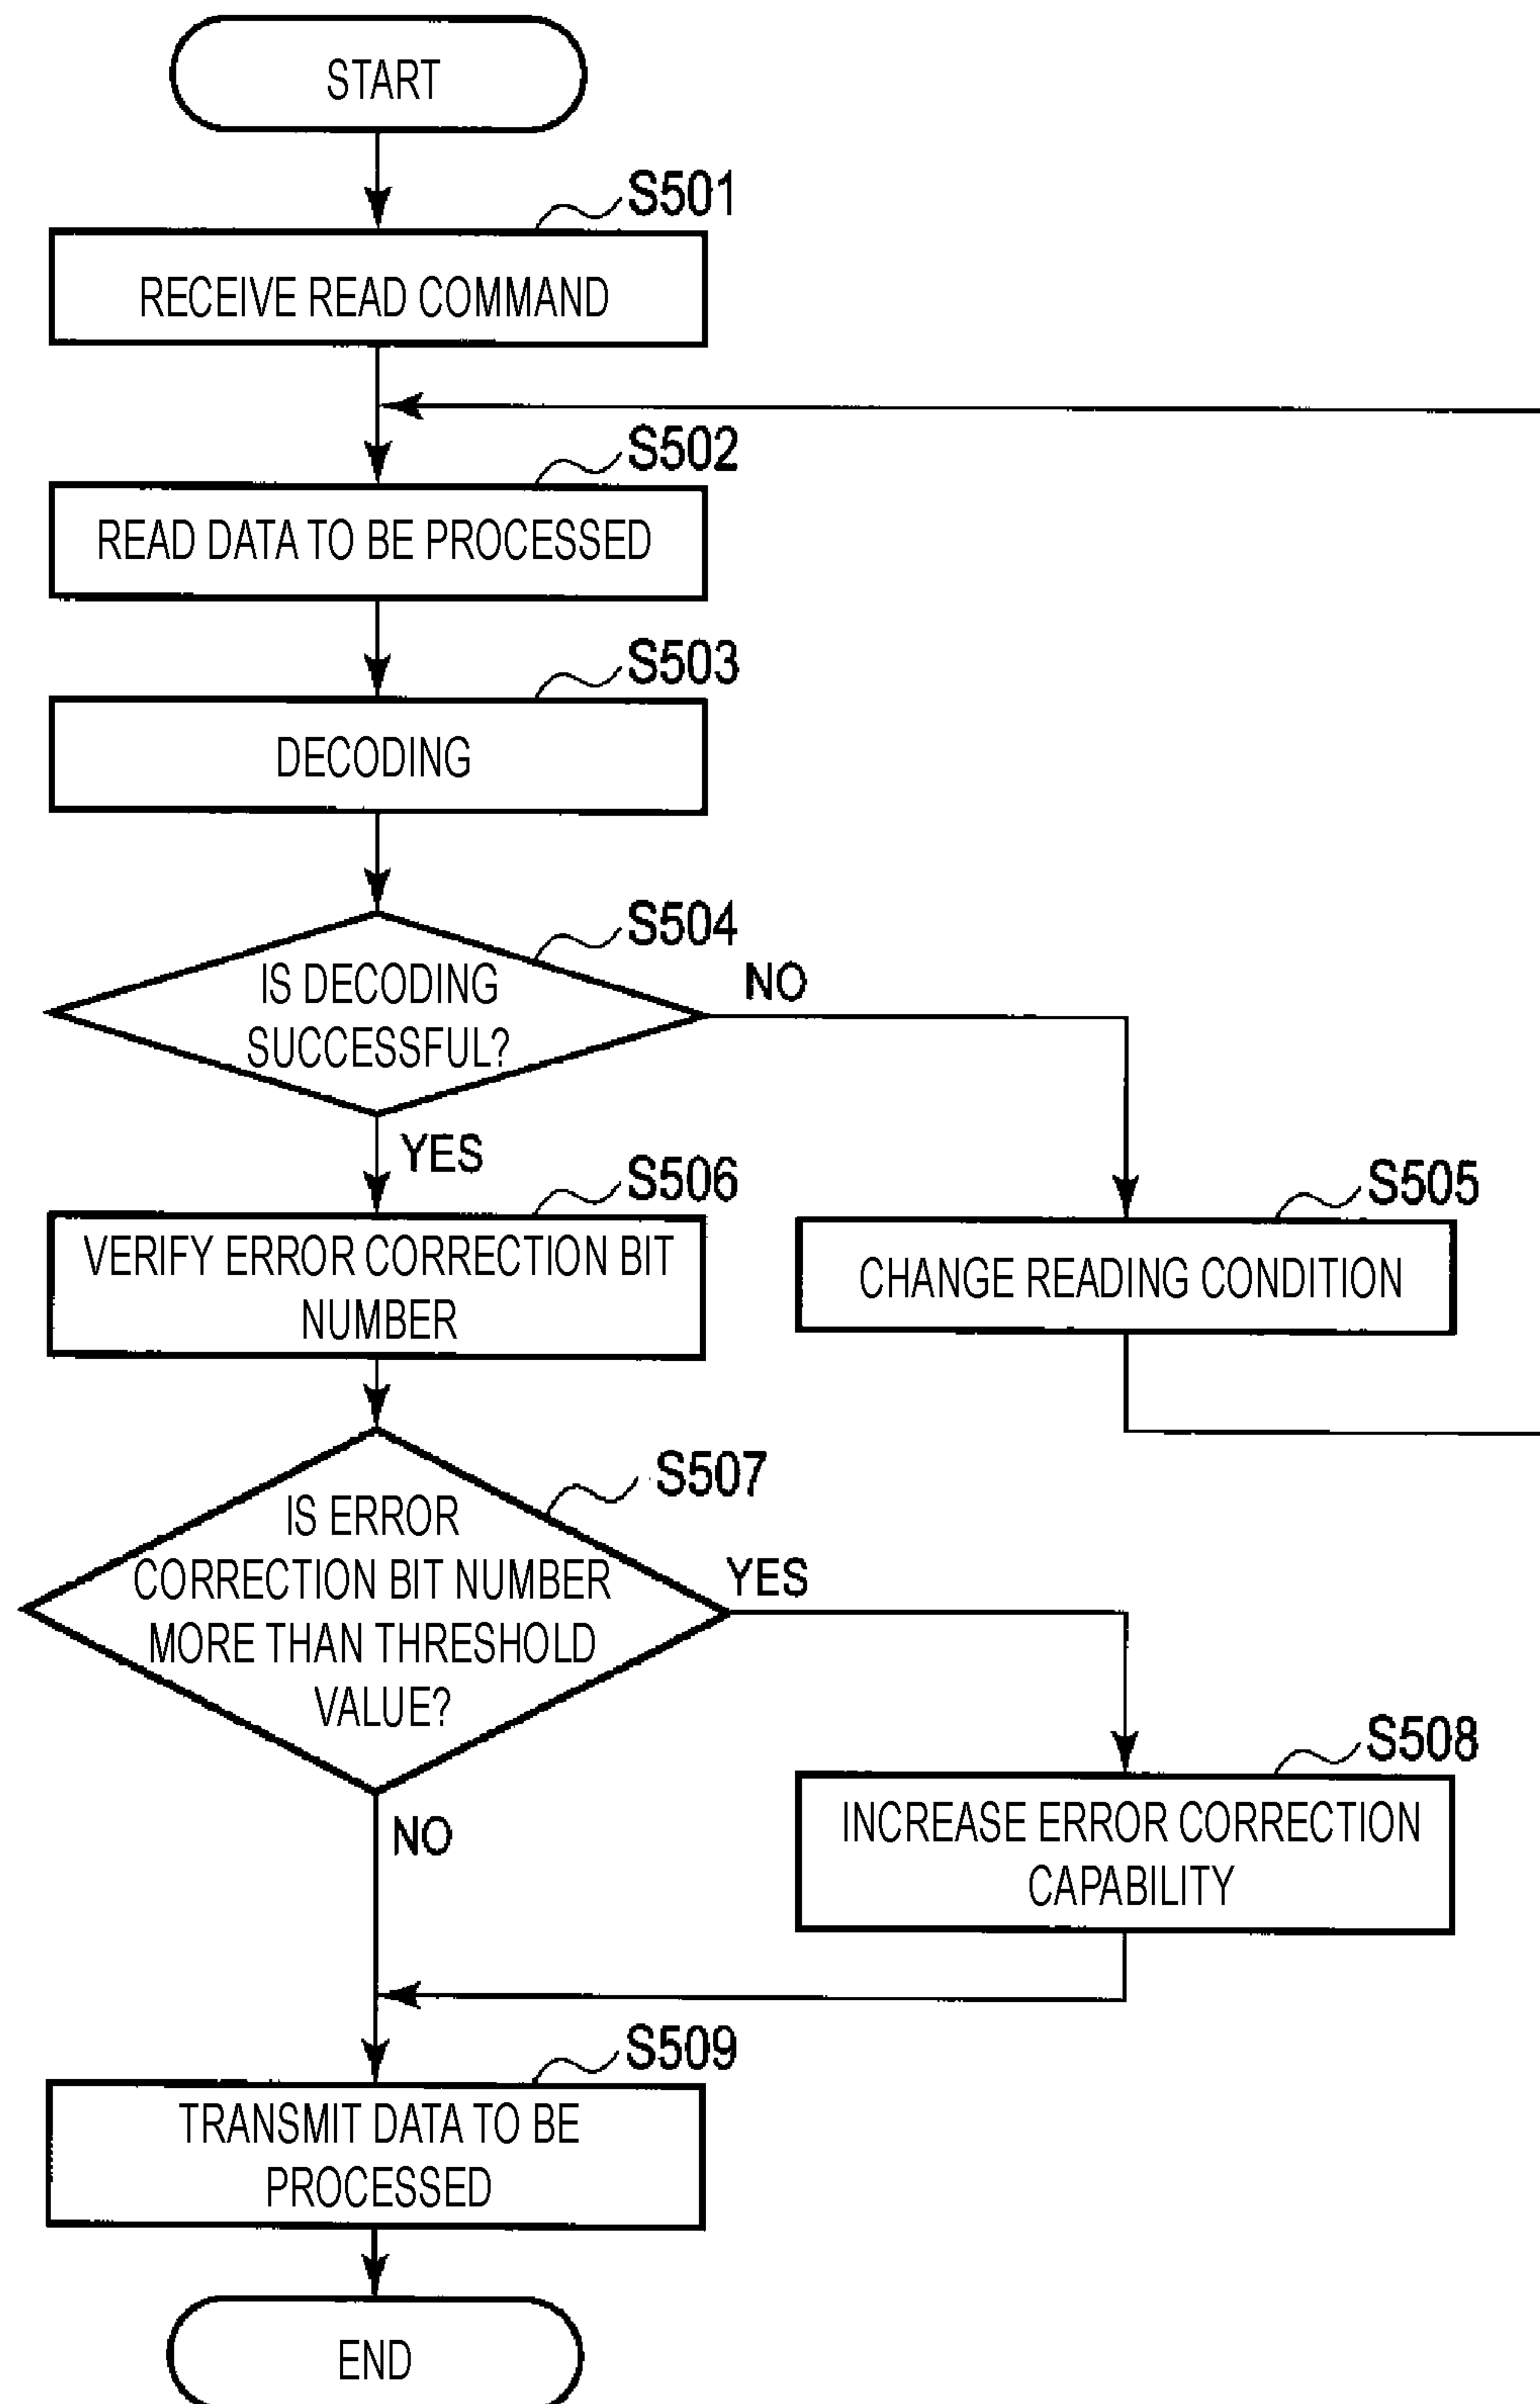 START
S501
RECEIVE READ COMMAND
S502
READ DATA TO BE PROCESSED
S503
DECODING
S504
IS DECODING
SUCCESSFUL?
NO
YES
S506
VERIFY ERROR CORRECTION BIT
NUMBER
S505
CHANGE READING CONDITION
S507
IS ERROR
CORRECTION BIT NUMBER
MORE THAN THRESHOLD
VALUE?
YES
NO
S508
INCREASE ERROR CORRECTION
CAPABILITY
S509
TRANSMIT DATA TO BE
PROCESSED
END